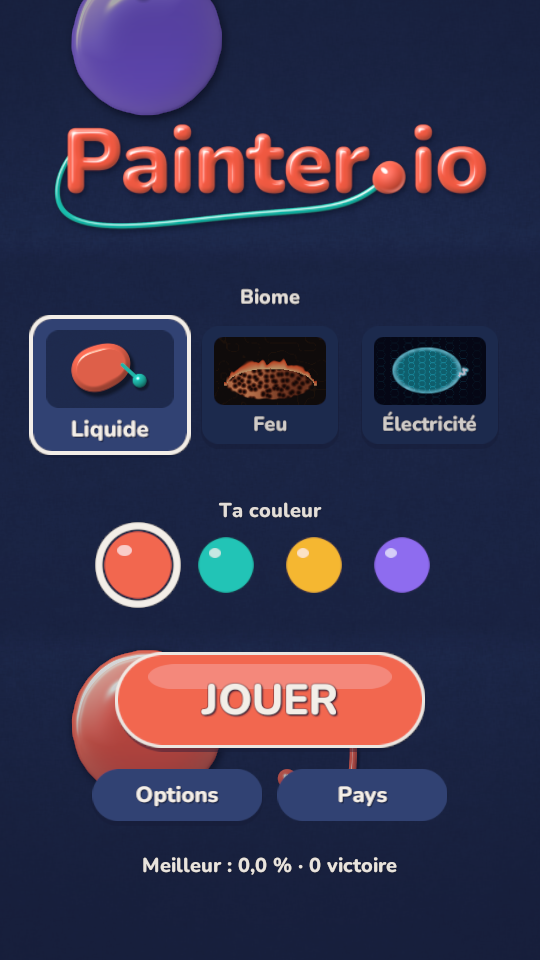 Painter.io
Biome
Liquide
Feu
Électricité
Ta couleur
JOUER
Options
Pays
Meilleur : 0,0 % · 0 victoire